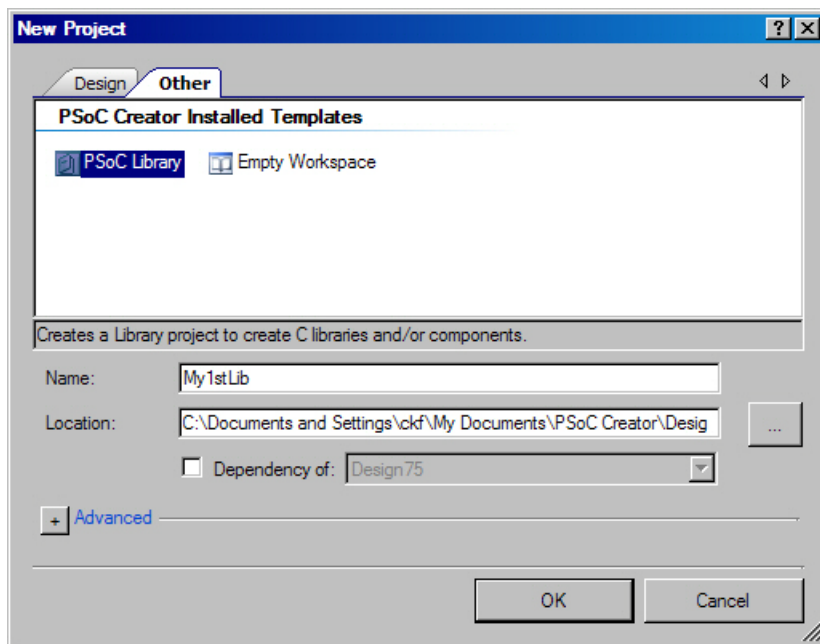 New Project
Design Other
PSoC Creator Installed Templates
PSoC Library Empty Workspace
Creates a Library project to create C libraries and/or components.
Name: My1stLib
Location: C:\Documents and Settings\ckf\My Documents\PSoC Creator\Desig ...
Dependency of: Design75
+ Advanced
OK Cancel